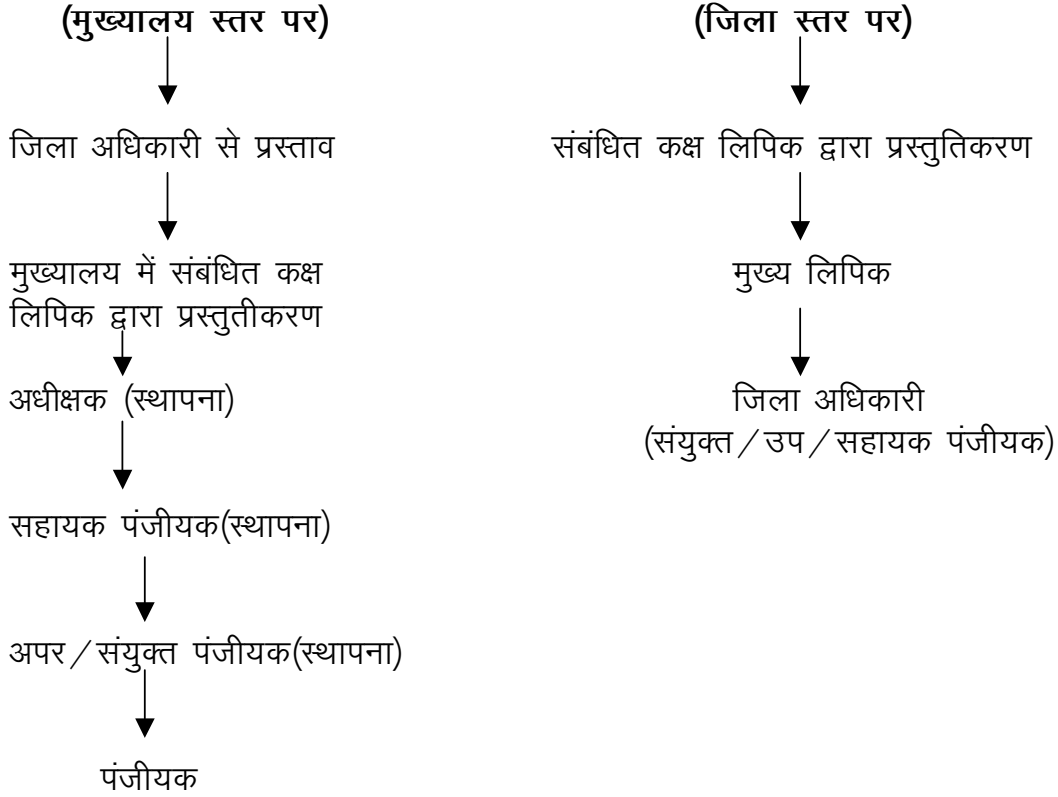 (मुख्यालय स्तर पर)
जिला अधिकारी से प्रस्ताव
मुख्यालय में संबंधित कक्ष
लिपिक द्वारा प्रस्तुतीकरण
अधीक्षक (स्थापना)
सहायक पंजीयक(स्थापना)
अपर/संयुक्त पंजीयक(स्थापना)
पंजीयक
(जिला स्तर पर)
संबंधित कक्ष लिपिक द्वारा प्रस्तुतिकरण
मुख्य लिपिक
जिला अधिकारी
(संयुक्त/उप/सहायक पंजीयक)